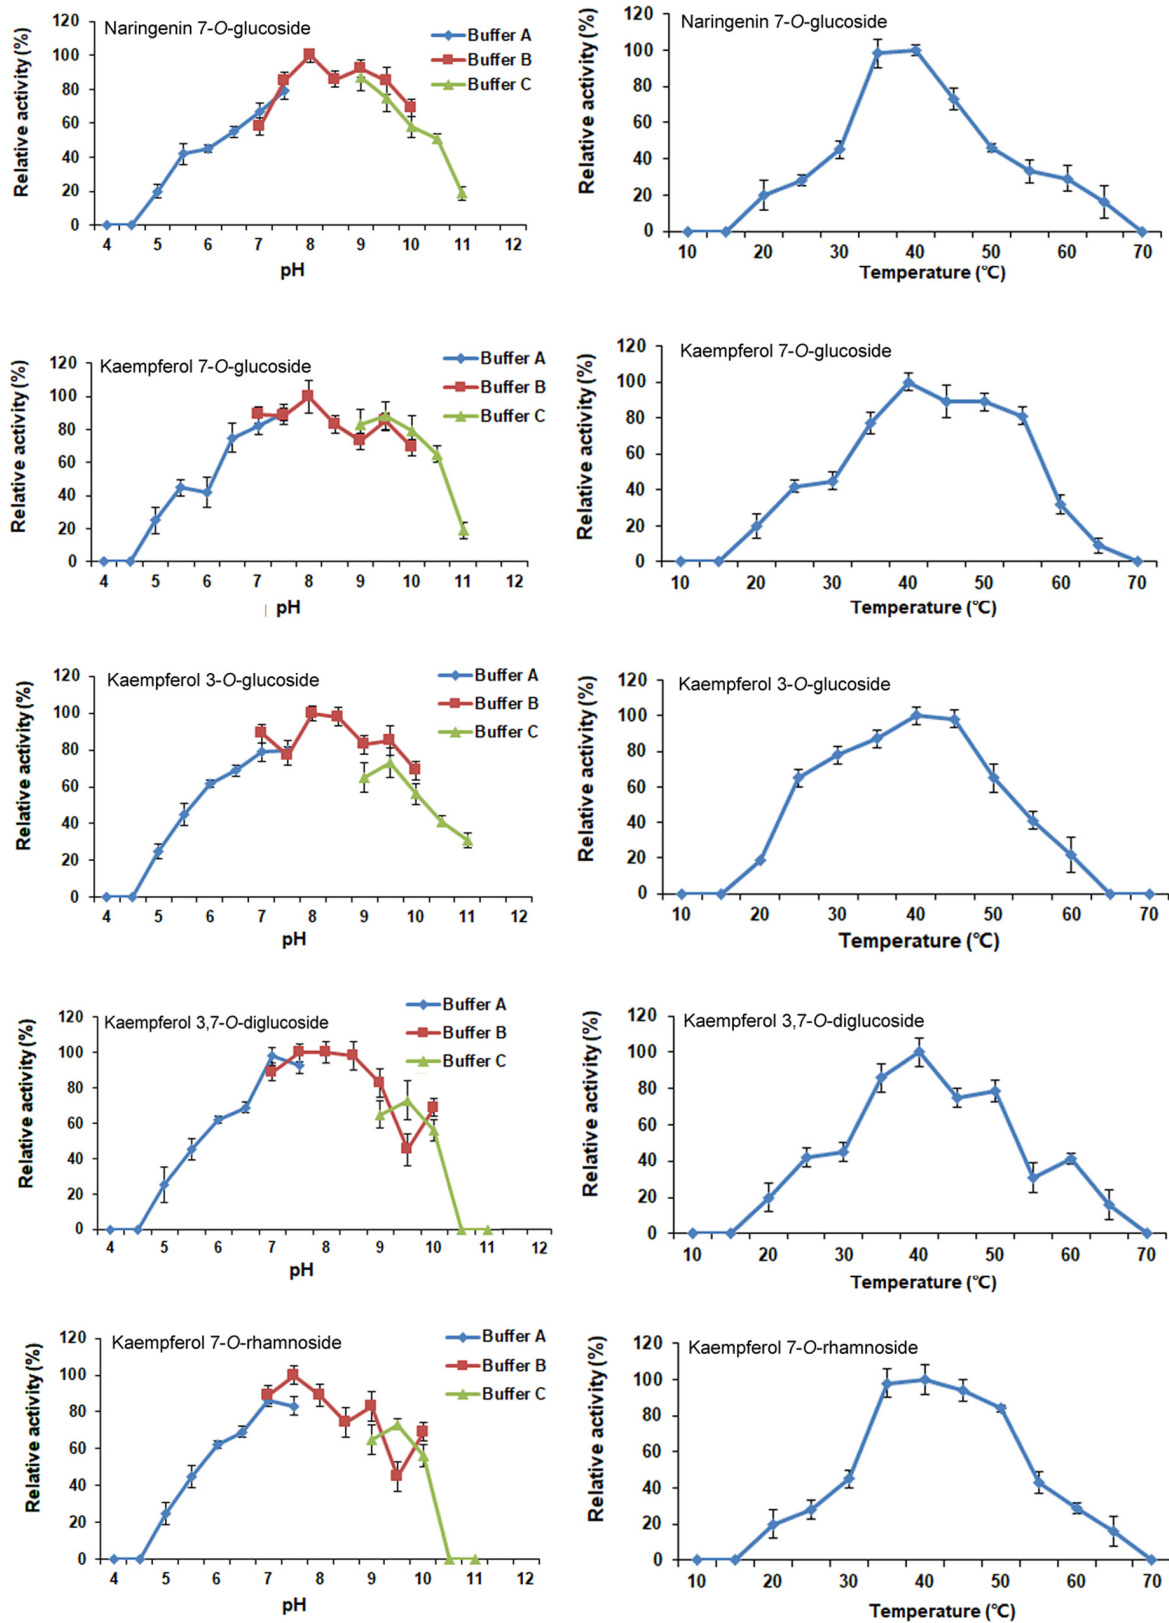 Naringenin 7-O-glucoside
Relative activity (%)
120
100
80
60
40
20
0
4 5 6 7 8 9 10 11 12
pH
Buffer A
Buffer B
Buffer C
Naringenin 7-O-glucoside
Relative activity (%)
120
100
80
60
40
20
0
10 20 30 40 50 60 70
Temperature (℃)
Kaempferol 7-O-glucoside
Relative activity (%)
120
100
80
60
40
20
0
4 5 6 7 8 9 10 11 12
pH
Buffer A
Buffer B
Buffer C
Kaempferol 7-O-glucoside
Relative activity (%)
120
100
80
60
40
20
0
10 20 30 40 50 60 70
Temperature (℃)
Kaempferol 3-O-glucoside
Relative activity (%)
120
100
80
60
40
20
0
4 5 6 7 8 9 10 11 12
pH
Buffer A
Buffer B
Buffer C
Kaempferol 3-O-glucoside
Relative activity (%)
120
100
80
60
40
20
0
10 20 30 40 50 60 70
Temperature (℃)
Kaempferol 3,7-O-diglucoside
Relative activity (%)
120
100
80
60
40
20
0
4 5 6 7 8 9 10 11 12
pH
Buffer A
Buffer B
Buffer C
Kaempferol 3,7-O-diglucoside
Relative activity (%)
120
100
80
60
40
20
0
10 20 30 40 50 60 70
Temperature (℃)
Kaempferol 7-O-rhamnoside
Relative activity (%)
120
100
80
60
40
20
0
4 5 6 7 8 9 10 11 12
pH
Buffer A
Buffer B
Buffer C
Kaempferol 7-O-rhamnoside
Relative activity (%)
120
100
80
60
40
20
0
10 20 30 40 50 60 70
Temperature (℃)